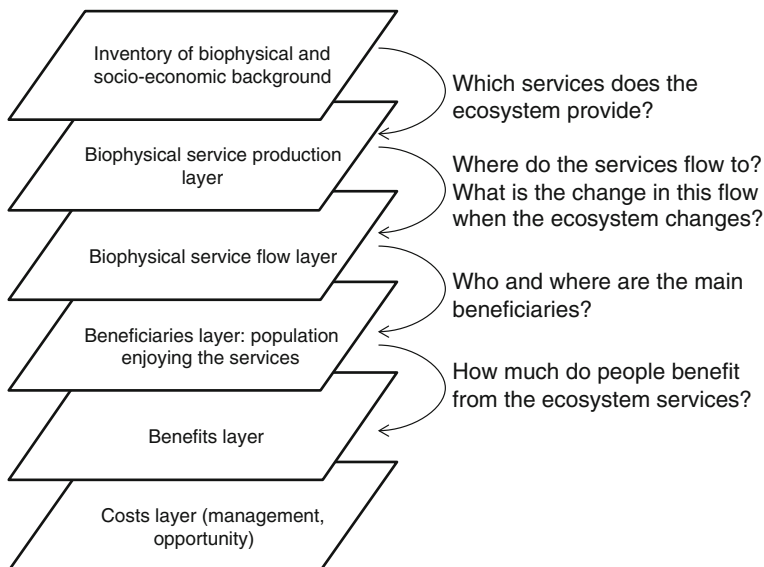 Inventory of biophysical and
socio-economic background
Which services does the
ecosystem provide?
Biophysical service production
layer
Where do the services flow to?
What is the change in this flow
when the ecosystem changes?
Biophysical service flow layer
Who and where are the main
beneficiaries?
Beneficiaries layer: population
enjoying the services
How much do people benefit
from the ecosystem services?
Benefits layer
Costs layer (management,
opportunity)